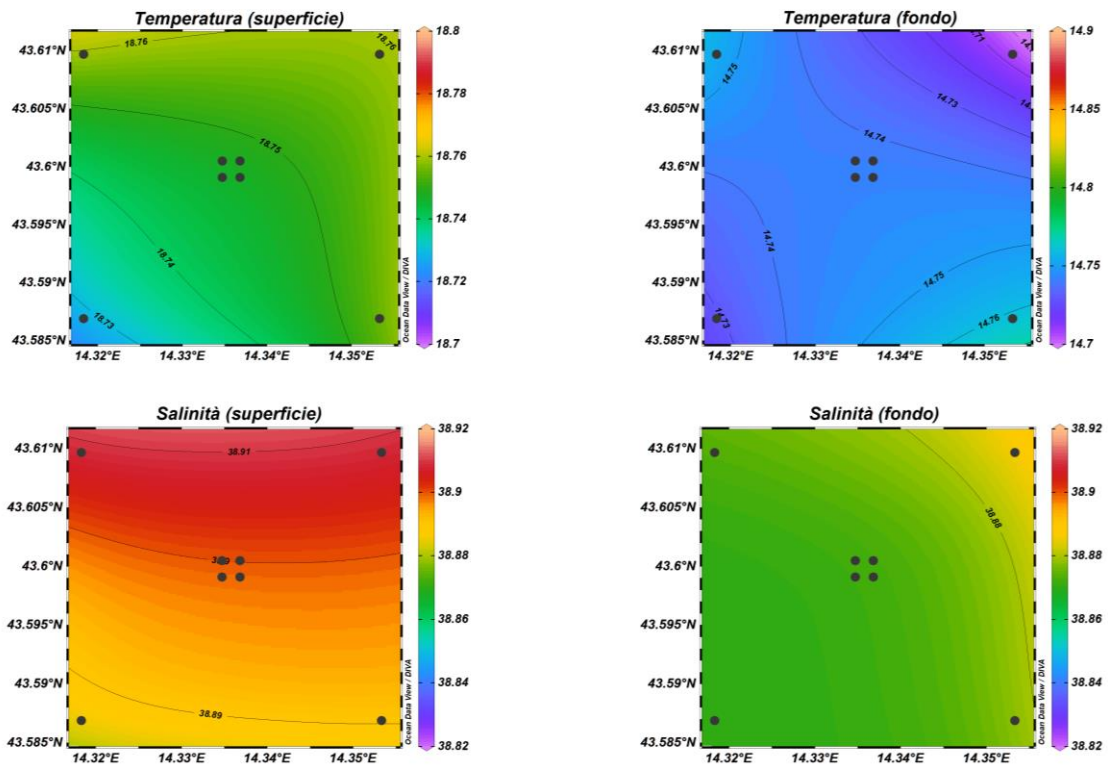 Temperatura (superficie)
43.61°N
43.605°N
43.6°N
43.595°N
43.59°N
43.585°N
14.32°E 14.33°E 14.34°E 14.35°E
18.76
18.76
18.75
18.74
18.73
Ocean Data View / DIVA
18.8
18.78
18.76
18.74
18.72
18.7
Temperatura (fondo)
43.61°N
43.605°N
43.6°N
43.595°N
43.59°N
43.585°N
14.32°E 14.33°E 14.34°E 14.35°E
14.75
14.73
14.74
14.74
14.75
14.73
14.76
Ocean Data View / DIVA
14.9
14.85
14.8
14.75
14.7
Salinità (superficie)
43.61°N
43.605°N
43.6°N
43.595°N
43.59°N
43.585°N
14.32°E 14.33°E 14.34°E 14.35°E
38.91
38.89
Ocean Data View / DIVA
38.92
38.9
38.88
38.86
38.84
38.82
Salinità (fondo)
43.61°N
43.605°N
43.6°N
43.595°N
43.59°N
43.585°N
14.32°E 14.33°E 14.34°E 14.35°E
38.88
Ocean Data View / DIVA
38.92
38.9
38.88
38.86
38.84
38.82